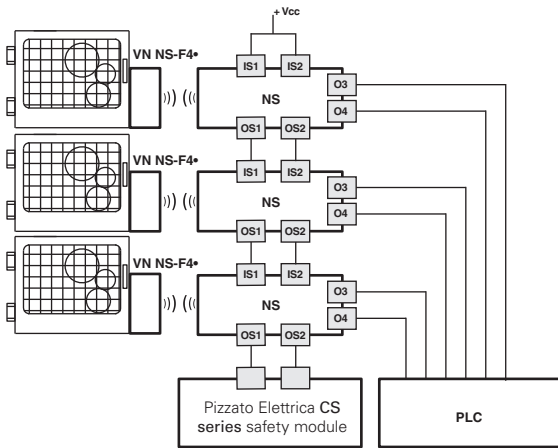 + Vcc
VN NS-F4•
IS1 IS2
NS
O3
O4
OS1 OS2
VN NS-F4•
IS1 IS2
NS
O3
O4
OS1 OS2
VN NS-F4•
IS1 IS2
NS
O3
O4
OS1 OS2
Pizzato Elettrica CS
series safety module
PLC